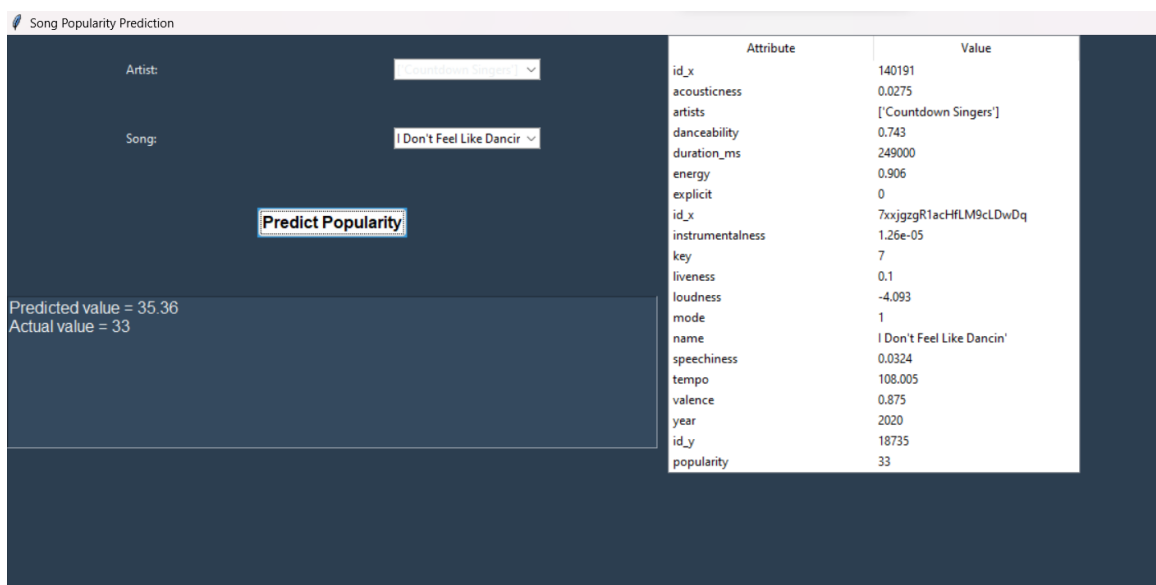 Song Popularity Prediction
Artist:
['Countdown Singers']
Song:
I Don't Feel Like Dancir
Predict Popularity
Predicted value = 35.36
Actual value = 33
Attribute Value
id_x 140191
acousticness 0.0275
artists ['Countdown Singers']
danceability 0.743
duration_ms 249000
energy 0.906
explicit 0
id_x 7xxjgzgR1acHfLM9cLDwDq
instrumentalness 1.26e-05
key 7
liveness 0.1
loudness -4.093
mode 1
name I Don't Feel Like Dancin'
speechiness 0.0324
tempo 108.005
valence 0.875
year 2020
id_y 18735
popularity 33